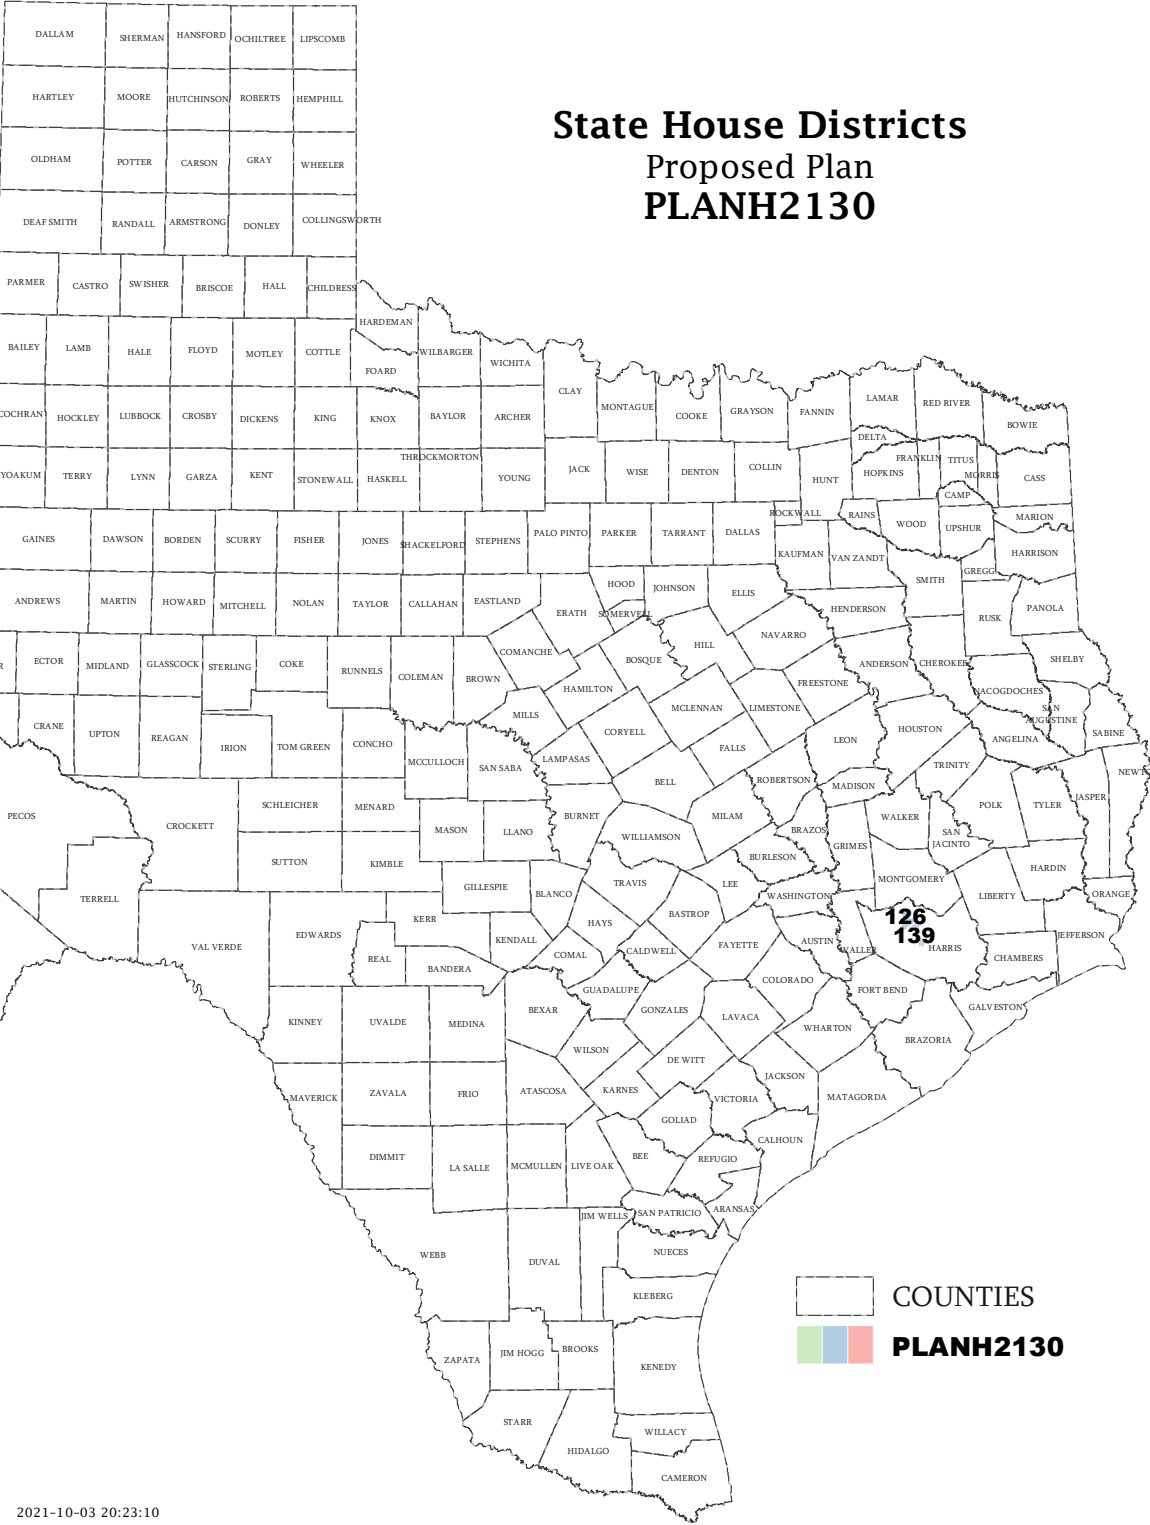 State House Districts
Proposed Plan
PLANH2130
DALLAM SHERMAN HANSFORD OCHILTREE LIPSCOMB
HARTLEY MOORE HUTCHINSON ROBERTS HEMPHILL
OLDHAM POTTER CARSON GRAY WHEELER
DEAF SMITH RANDALL ARMSTRONG DONLEY COLLINGSWORTH
PARMER CASTRO SWISHER BRISCOE HALL CHILDRESS
HARDEMAN
BAILEY LAMB HALE FLOYD MOTLEY COTTLE FOARD WILBARGER WICHITA
CLAY
COCHRAN HOCKLEY LUBBOCK CROSBY DICKENS KING KNOX BAYLOR ARCHER MONTAGUE COOKE GRAYSON FANNIN LAMAR RED RIVER BOWIE
DELTA
YOAKUM TERRY LYNN GARZA KENT STONEWALL HASKELL THROCKMORTON YOUNG JACK WISE DENTON COLLIN HUNT HOPKINS FRANKLIN TITUS MORRIS CASS
CAMP
GAINES DAWSON BORDEN SCURRY FISHER JONES SHACKELFORD STEPHENS PALO PINTO PARKER TARRANT DALLAS ROCKWALL RAINS WOOD UPSHUR MARION
KAUFMAN VAN ZANDT HARRISON
SMITH GREGG
ANDREWS MARTIN HOWARD MITCHELL NOLAN TAYLOR CALLAHAN EASTLAND ERATH HOOD SOMERVELL JOHNSON ELLIS HENDERSON RUSK PANOLA
R ECTOR MIDLAND GLASSCOCK STERLING COKE RUNNELS COLEMAN BROWN COMANCHE BOSQUE HILL NAVARRO ANDERSON CHEROKEE SHELBY
HAMILTON FREESTONE NACOGDOCHES
CRANE UPTON REAGAN IRION TOM GREEN CONCHO MILLS CORYELL MCLENNAN LIMESTONE LEON HOUSTON ANGELINA SAN
AUGUSTINE SABINE
MCCULLOCH SAN SABA LAMPASAS FALLS TRINITY NEWT
PECOS CROCKETT SCHLEICHER MENARD BELL ROBERTSON MADISON POLK TYLER JASPER
MASON LLANO BURNET WILLIAMSON MILAM BRAZOS WALKER SAN
JACINTO
SUTTON KIMBLE GRIMES
BURLESON HARDIN
TERRELL GILLESPIE BLANCO TRAVIS LEE WASHINGTON MONTGOMERY LIBERTY ORANGE
VAL VERDE EDWARDS KERR KENDALL HAYS BASTROP FAYETTE AUSTIN 126
139
WALLER HARRIS JEFFERSON
REAL BANDERA COMAL CALDWELL COLORADO CHAMBERS
KINNEY UVALDE MEDINA BEXAR GUADALUPE GONZALES LAVACA WHARTON FORT BEND GALVESTON
WILSON DE WITT BRAZORIA
MAVERICK ZAVALA FRIO ATASCOSA KARNES JACKSON MATAGORDA
GOLIAD VICTORIA
DIMMIT LA SALLE MCMULLEN LIVE OAK BEE REFUGIO CALHOUN
JIM WELLS SAN PATRICIO ARANSAS
WEBB DUVAL NUECES
KLEBERG
ZAPATA JIM HOGG BROOKS KENEDY
STARR HIDALGO WILLACY
CAMERON
COUNTIES
PLANH2130
2021-10-03 20:23:10